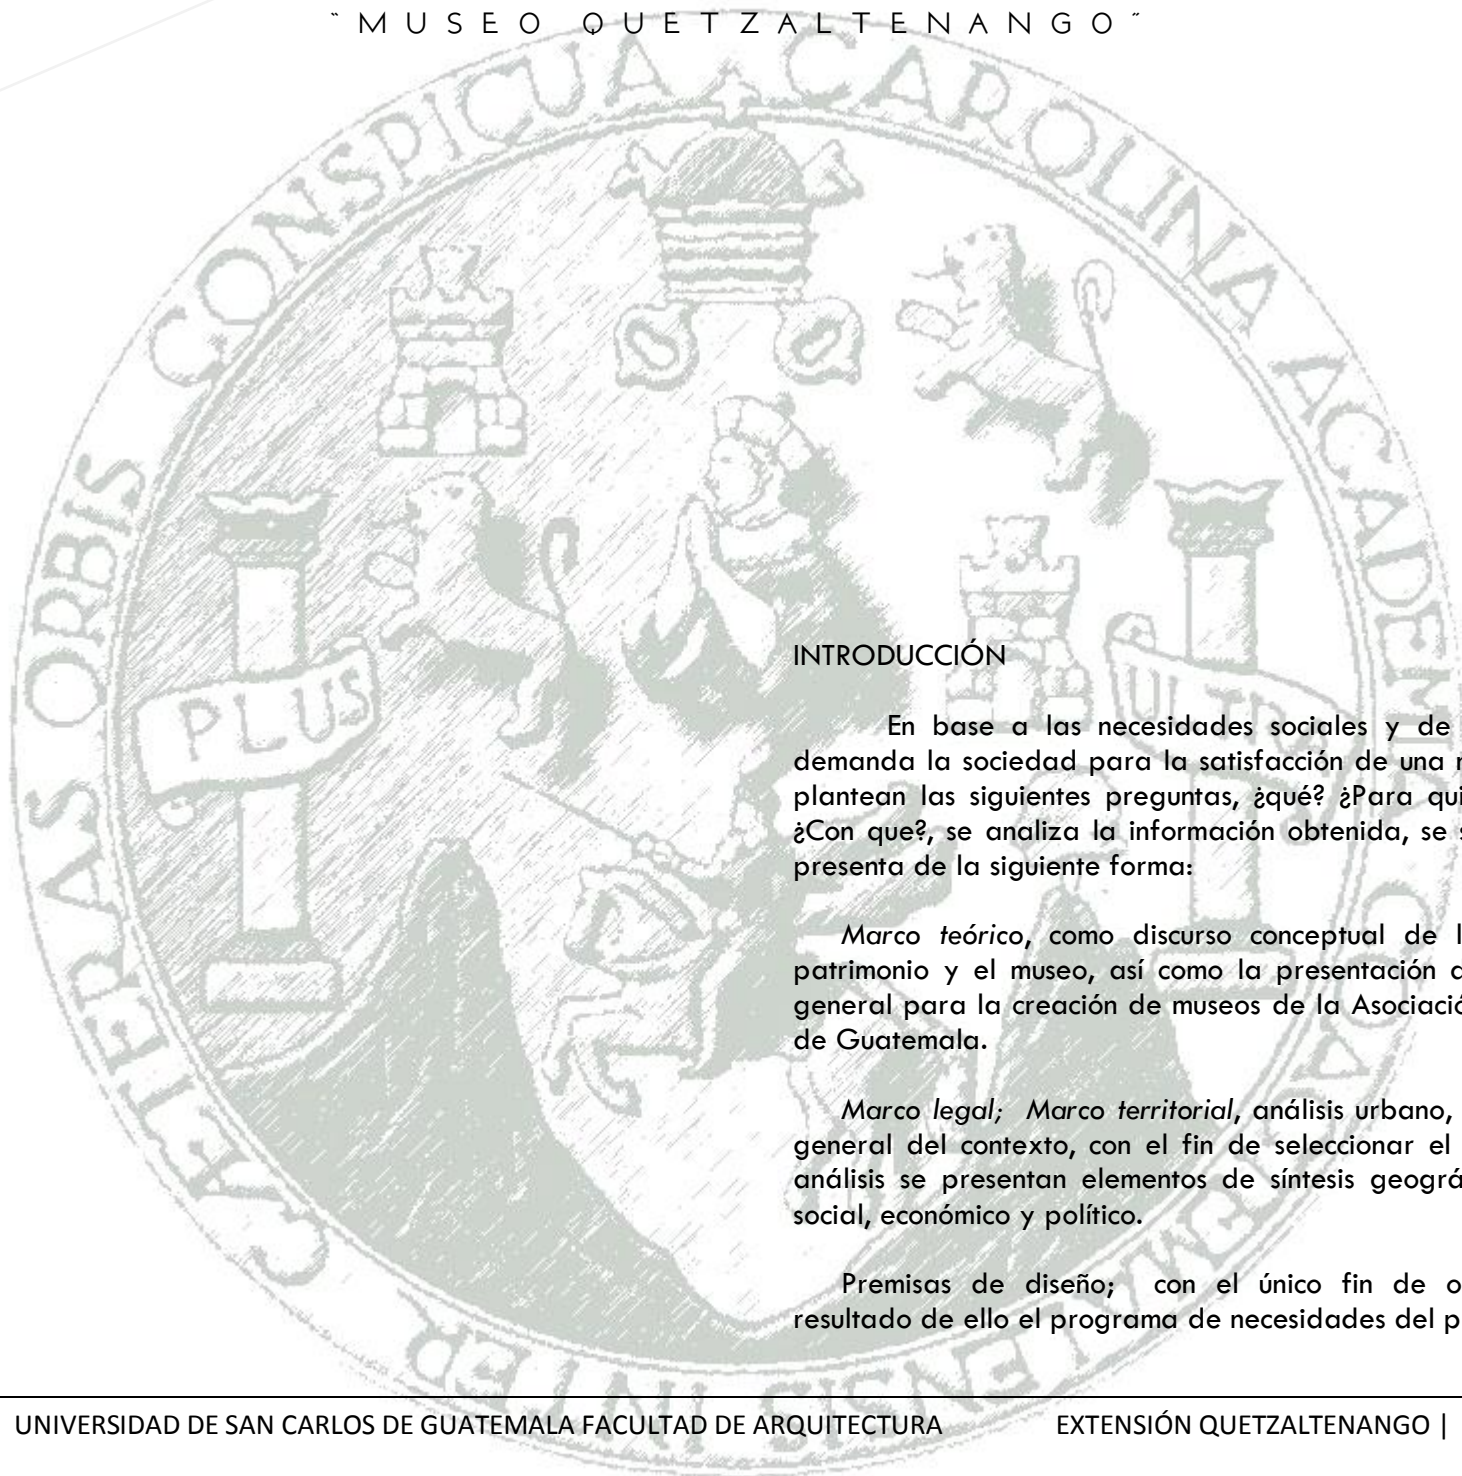 “MUSEO QUETZALTENANGO”
CAETERAS ORBIS CONSPICUA CAROLINA ACADEMIA COACTEMALENSIS INTER
PLUS
ULTRA
INTRODUCCIÓN
En base a las necesidades sociales y de
demanda la sociedad para la satisfacción de una
plantean las siguientes preguntas, ¿qué? ¿Para
¿Con que?, se analiza la información obtenida, se
presenta de la siguiente forma:
Marco teórico, como discurso conceptual de
patrimonio y el museo, así como la presentación
general para la creación de museos de la
de Guatemala.
Marco legal; Marco territorial, análisis urbano,
general del contexto, con el fin de seleccionar el
análisis se presentan elementos de síntesis
social, económico y político.
Premisas de diseño; con el único fin de
resultado de ello el programa de necesidades del
UNIVERSIDAD DE SAN CARLOS DE GUATEMALA FACULTAD DE ARQUITECTURA EXTENSIÓN QUETZALTENANGO |